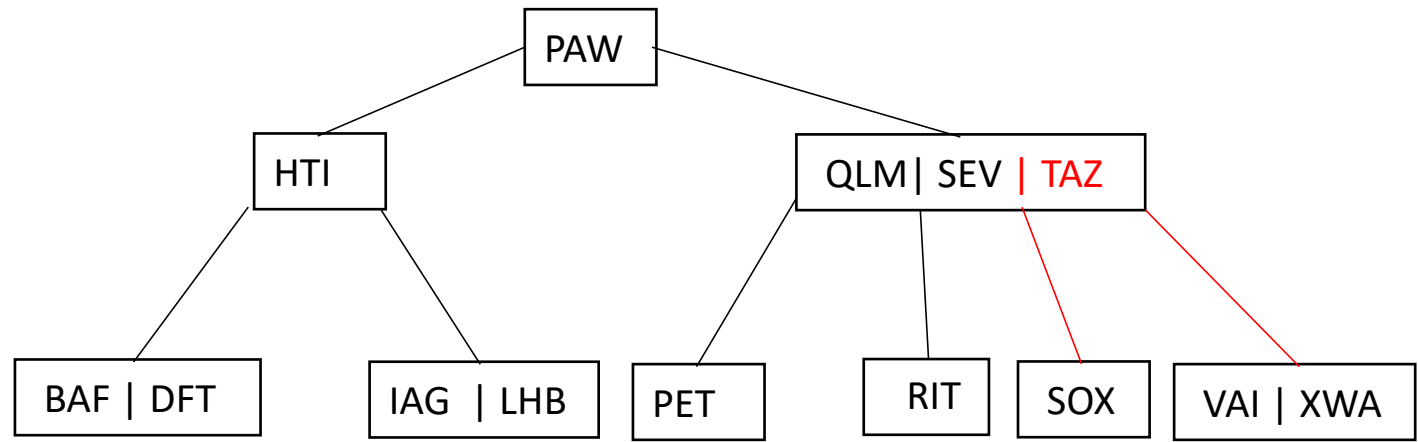 PAW
HTI
QLM| SEV | TAZ
BAF | DFT
IAG | LHB
PET
RIT
SOX
VAI | XWA